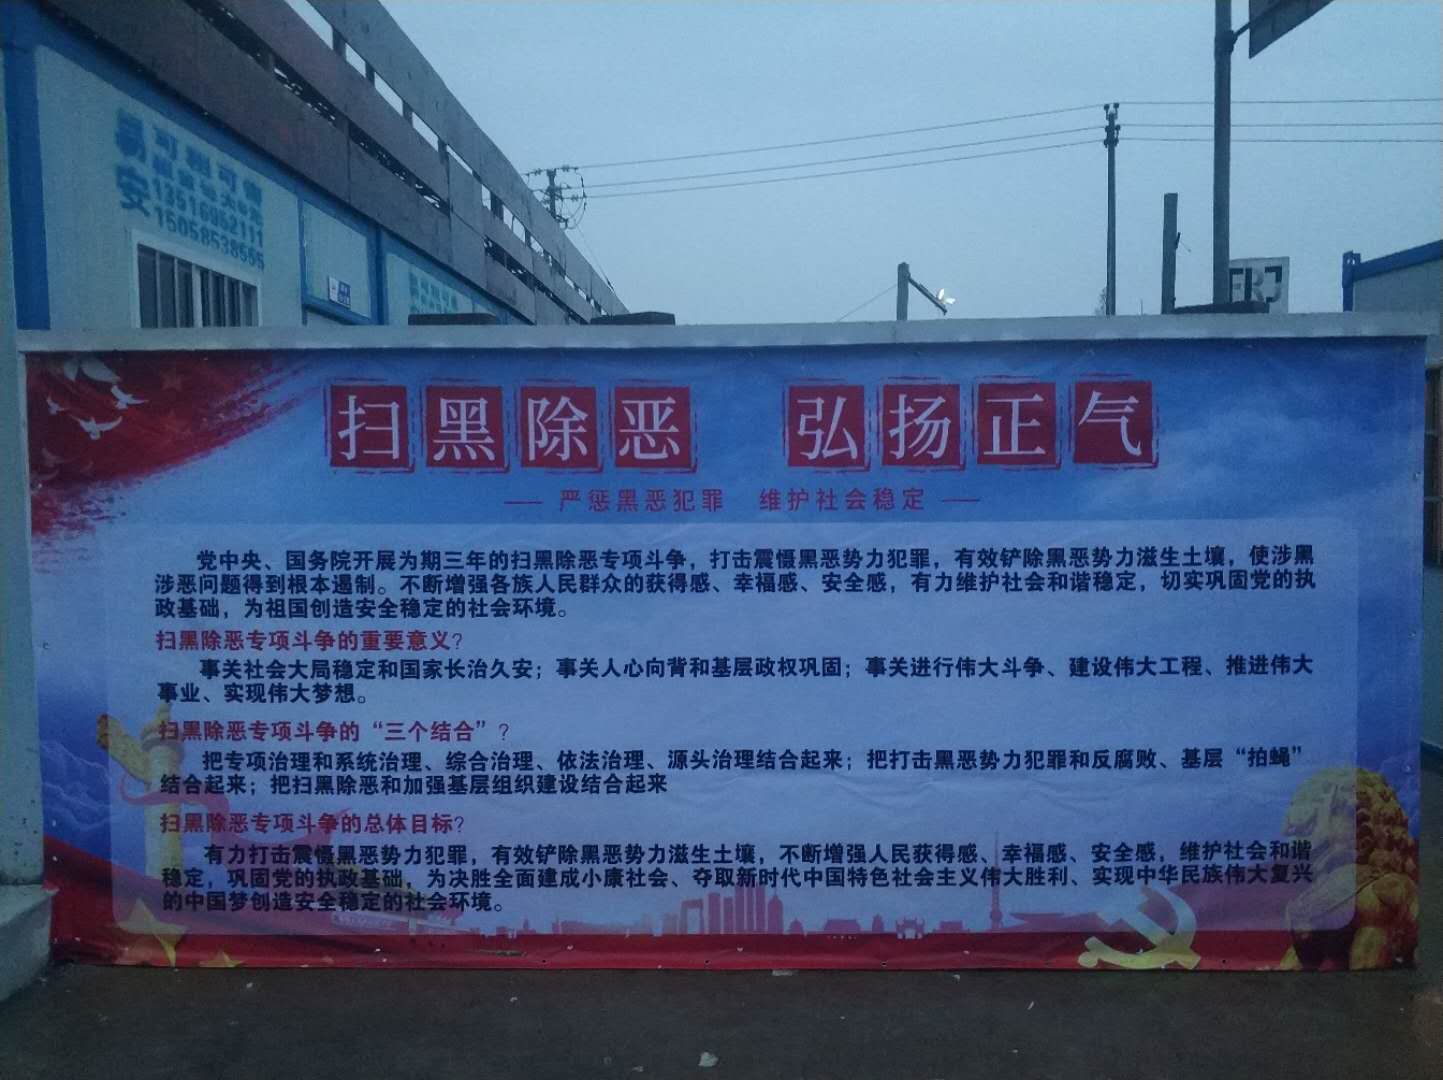 易安
可租可售
13516952111
15058538555
扫黑除恶 弘扬正气
严惩黑恶犯罪 维护社会稳定
党中央、国务院开展为期三年的扫黑除恶专项斗争，打击震慑黑恶势力犯罪，有效铲除黑恶势力滋生土壤，使涉黑
涉恶问题得到根本遏制。不断增强各族人民群众的获得感、幸福感、安全感，有力维护社会和谐稳定，切实巩固党的执
政基础，为祖国创造安全稳定的社会环境。
扫黑除恶专项斗争的重要意义?
事关社会大局稳定和国家长治久安；事关人心向背和基层政权巩固；事关进行伟大斗争、建设伟大工程、推进伟大
事业、实现伟大梦想。
扫黑除恶专项斗争的“三个结合”?
把专项治理和系统治理、综合治理、依法治理、源头治理结合起来；把打击黑恶势力犯罪和反腐败、基层“拍蝇”
结合起来；把扫黑除恶和加强基层组织建设结合起来
扫黑除恶专项斗争的总体目标?
有力打击震慑黑恶势力犯罪，有效铲除黑恶势力滋生土壤，不断增强人民获得感、幸福感、安全感，维护社会和谐
稳定，巩固党的执政基础，为决胜全面建成小康社会、夺取新时代中国特色社会主义伟大胜利、实现中华民族伟大复兴
的中国梦创造安全稳定的社会环境。